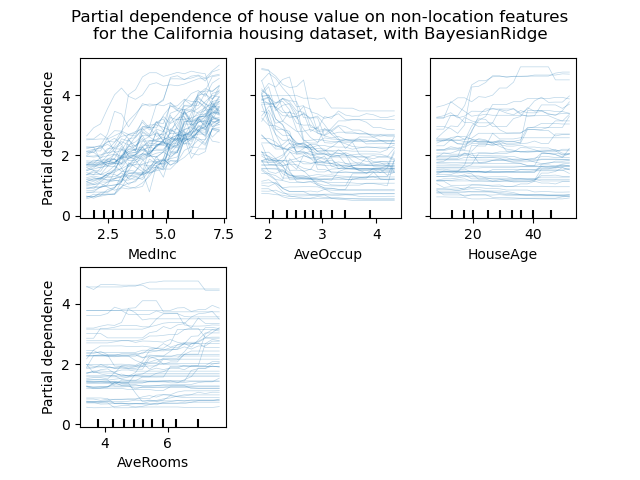 Partial dependence of house value on non-location features
for the California housing dataset, with BayesianRidge
Partial dependence
4
2
0
2.5
5.0
7.5
MedInc
2
3
4
AveOccup
20
40
HouseAge
Partial dependence
4
2
0
4
6
AveRooms